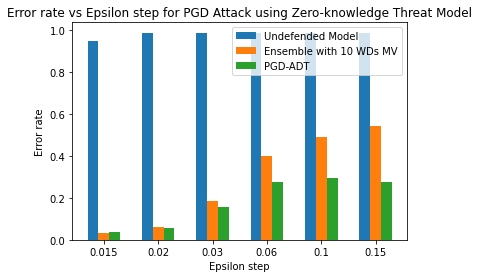 Error rate vs Epsilon step for PGD Attack using Zero-knowledge Threat Model
Undefended Model
Ensemble with 10 WDs MV
PGD-ADT
Error rate
1.0
0.8
0.6
0.4
0.2
0.0
0.015 0.02 0.03 0.06 0.1 0.15
Epsilon step